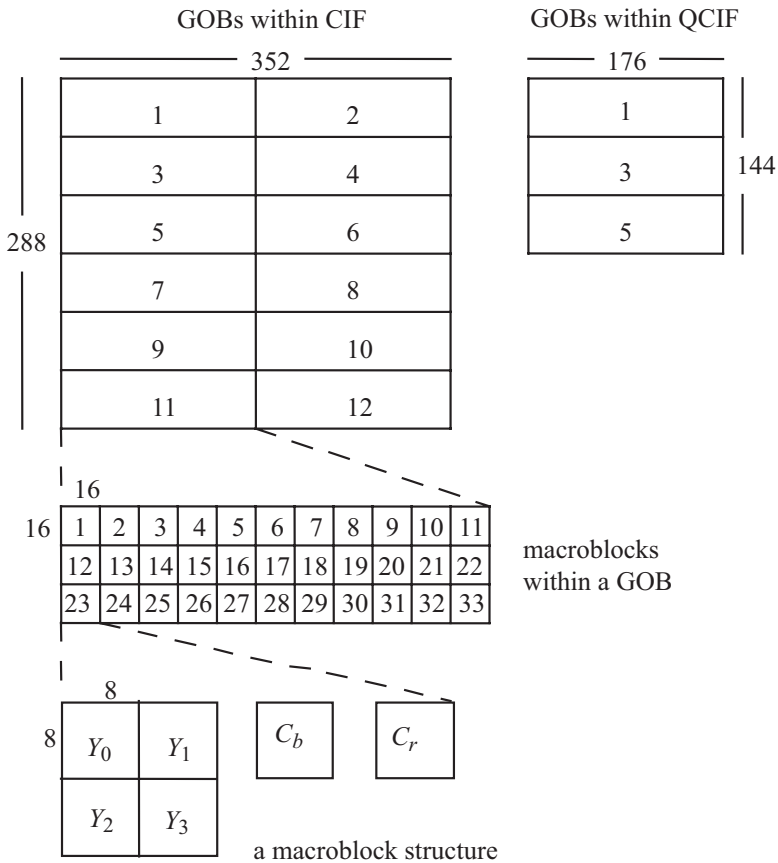 GOBs within CIF
GOBs within QCIF
352
176
288
144
1 2
3 4
5 6
7 8
9 10
11 12
1
3
5
16
16
1 2 3 4 5 6 7 8 9 10 11
12 13 14 15 16 17 18 19 20 21 22
23 24 25 26 27 28 29 30 31 32 33
macroblocks
within a GOB
8
8
Y0 Y1
Y2 Y3
Cb
Cr
a macroblock structure